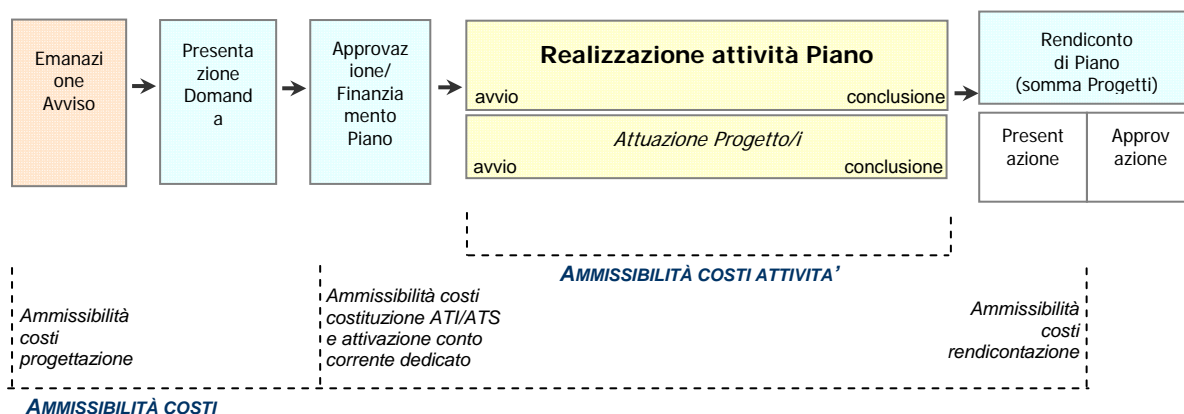 Emanazi
one
Avviso
Presenta
zione
Domand
a
Approvaz
ione/
Finanzia
mento
Piano
Realizzazione attività Piano
avvio conclusione
Attuazione Progetto/i
avvio conclusione
Rendiconto
di Piano
(somma Progetti)
Present
azione
Approv
azione
AMMISSIBILITÀ COSTI ATTIVITA'
Ammissibilità
costi
progettazione
Ammissibilità costi
costituzione ATI/ATS
e attivazione conto
corrente dedicato
Ammissibilità
costi
rendicontazione
AMMISSIBILITÀ COSTI